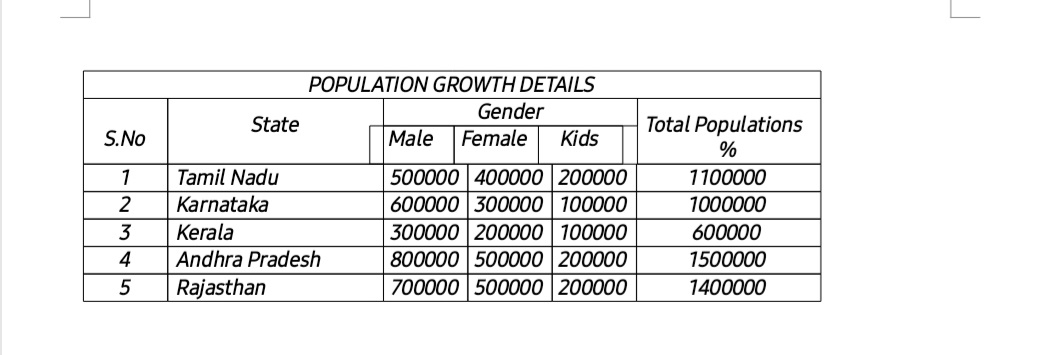 POPULATION GROWTH DETAILS
S.No State Gender Total Populations %
Male Female Kids
1 Tamil Nadu 500000 400000 200000 1100000
2 Karnataka 600000 300000 100000 1000000
3 Kerala 300000 200000 100000 600000
4 Andhra Pradesh 800000 500000 200000 1500000
5 Rajasthan 700000 500000 200000 1400000